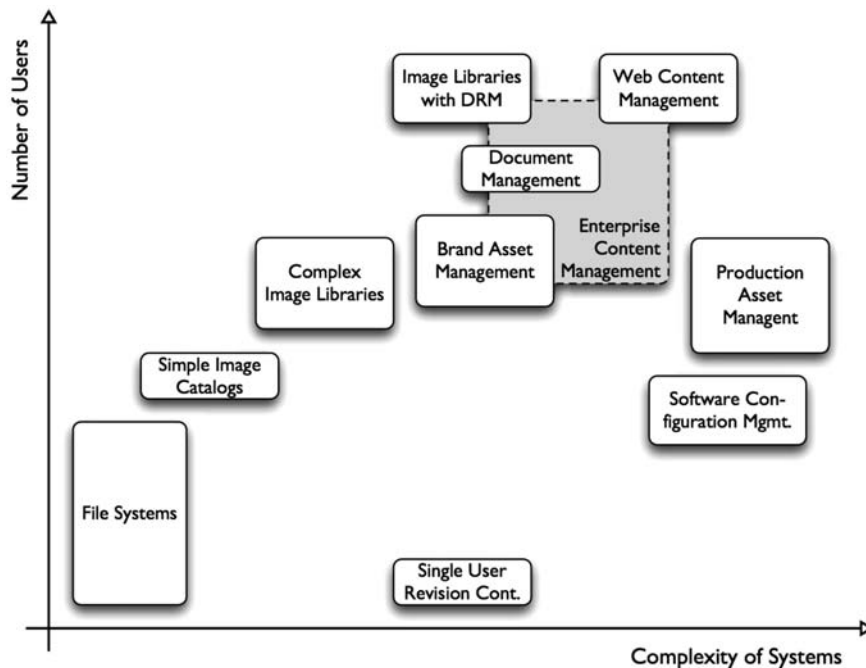 Number of Users
Image Libraries
with DRM
Web Content
Management
Document
Management
Enterprise
Content
Management
Brand Asset
Management
Complex
Image Libraries
Production
Asset
Managent
Simple Image
Catalogs
Software Con-
figuration Mgmt.
File Systems
Single User
Revision Cont.
Complexity of Systems